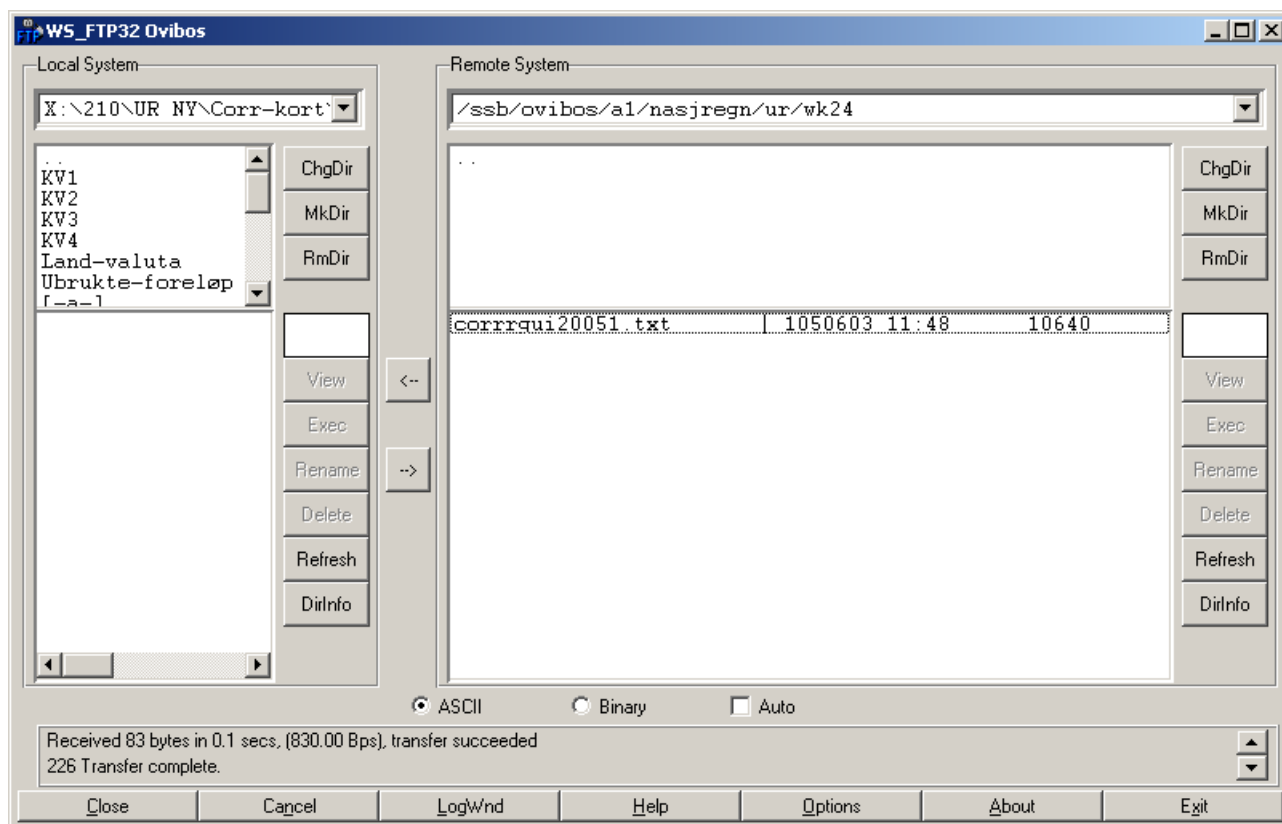 WS_FTP32 Ovibos
Local System
X:\210\UR NY\Corr-kort\
..
KV1
KV2
KV3
KV4
Land-valuta
Ubrukte-foreløp
[-a-]
ChgDir
MkDir
RmDir
View
Exec
Rename
Delete
Refresh
DirInfo
<--
-->
Remote System
/ssb/ovibos/a1/nasjregn/ur/wk24
..
corrrqui20051.txt | 1050603 11:48 10640
ChgDir
MkDir
RmDir
View
Exec
Rename
Delete
Refresh
DirInfo
ASCII Binary Auto
Received 83 bytes in 0.1 secs, (830.00 Bps), transfer succeeded
226 Transfer complete.
Close Cancel LogWnd Help Options About Exit